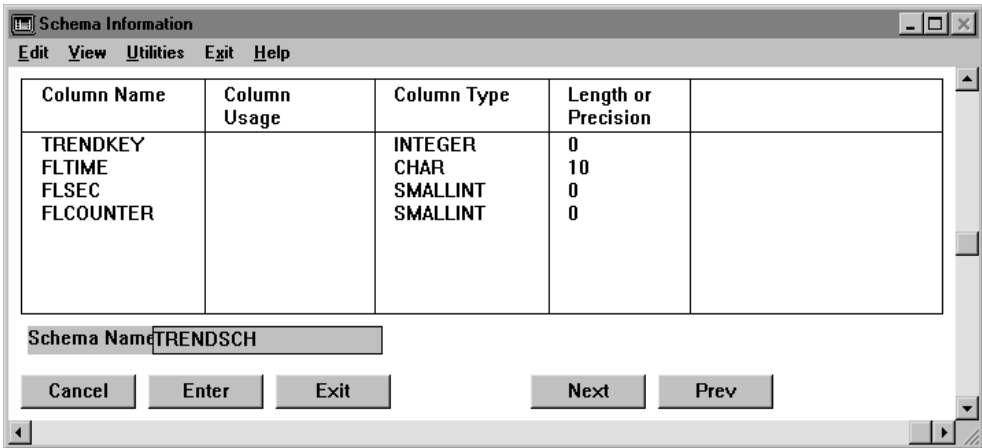 Schema Information
Edit View Utilities Exit Help
Column Name Column Usage Column Type Length or Precision
TRENDKEY INTEGER 0
FLTIME CHAR 10
FLSEC SMALLINT 0
FLCOUNTER SMALLINT 0
Schema Name TRENDSCH
Cancel Enter Exit Next Prev